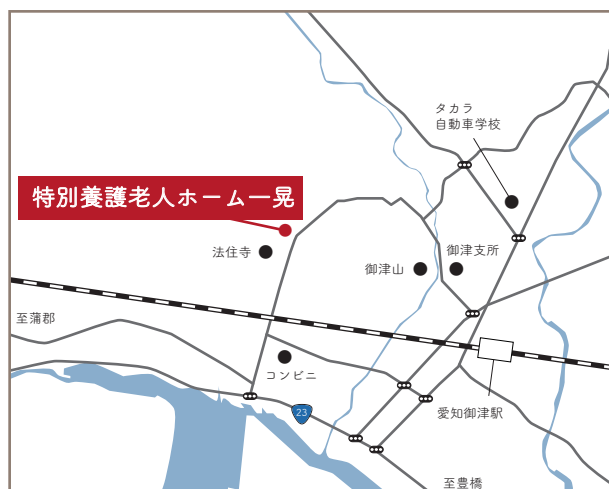 タカラ
自動車学校
特別養護老人ホーム一晃
法住寺
御津山
御津支所
至蒲郡
コンビニ
23
愛知御津駅
至豊橋